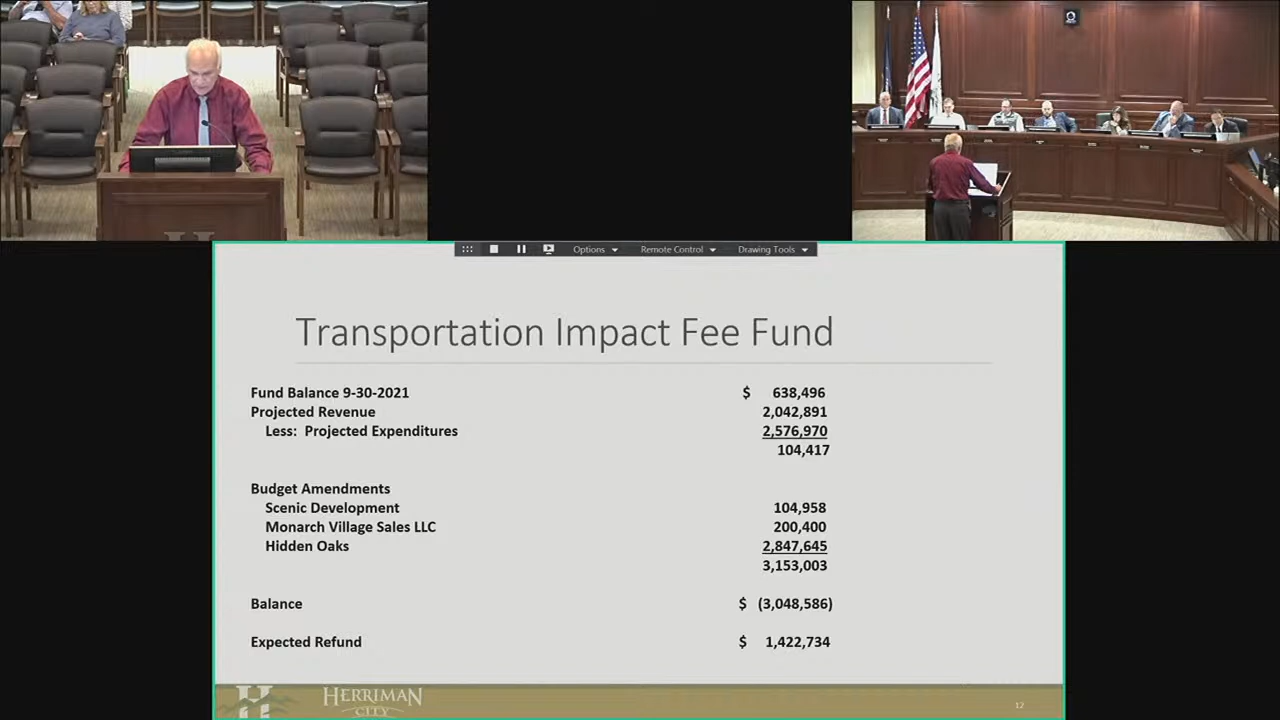 Options
Remote Control
Drawing Tools
Transportation Impact Fee Fund
Fund Balance 9-30-2021 $ 638,496
Projected Revenue 2,042,891
Less: Projected Expenditures 2,576,970
104,417
Budget Amendments
Scenic Development 104,958
Monarch Village Sales LLC 200,400
Hidden Oaks 2,847,645
3,153,003
Balance $ (3,048,586)
Expected Refund $ 1,422,734
H HERRIMAN
CITY
17